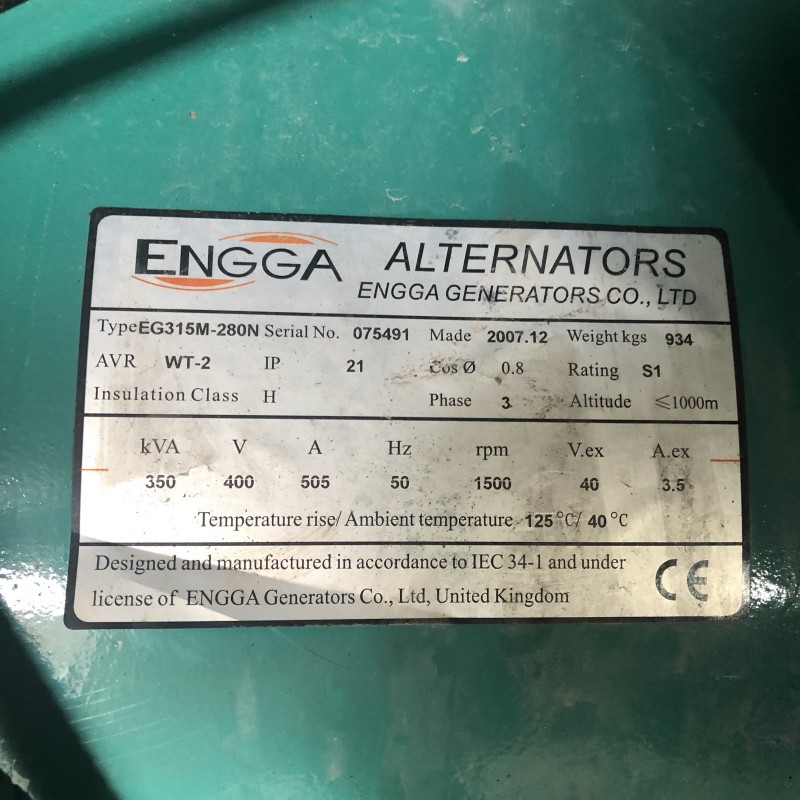 ENGGA ALTERNATORS
ENGGA GENERATORS CO., LTD
Type EG315M-280N Serial No. 075491 Made 2007.12 Weight kgs 934
AVR WT-2 IP 21 Cos Ø 0.8 Rating S1
Insulation Class H Phase 3 Altitude ≤1000m
kVA V A Hz rpm V.ex A.ex
350 400 505 50 1500 40 3.5
Temperature rise/ Ambient temperature 125°C/ 40°C
Designed and manufactured in accordance to IEC 34-1 and under
license of ENGGA Generators Co., Ltd, United Kingdom
CE